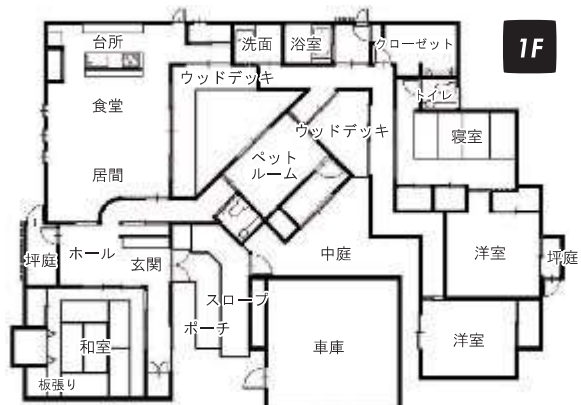 1F
台所
洗面
浴室
クローゼット
ウッドデッキ
トイレ
食堂
ウッドデッキ
寝室
ペット
ルーム
居間
坪庭
ホール
玄関
中庭
洋室
坪庭
スロープ
ポーチ
和室
車庫
洋室
板張り